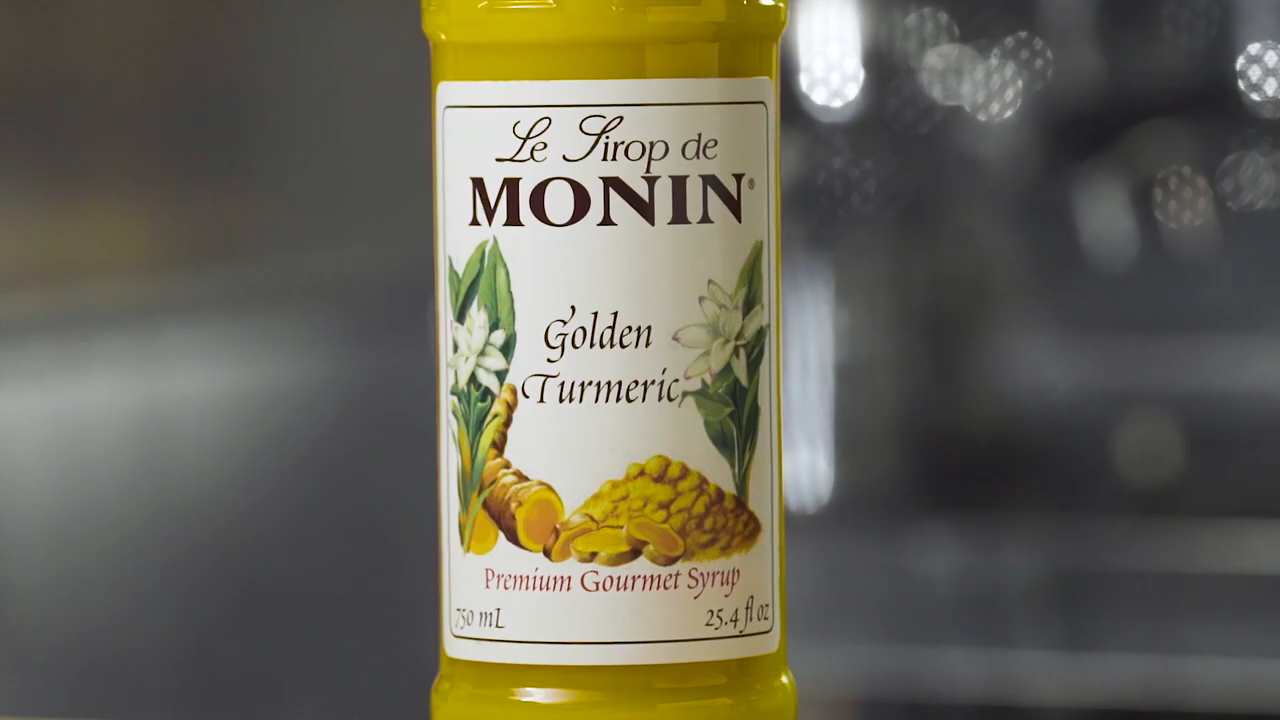 Le Sirop de
MONIN®
Golden
Turmeric
Premium Gourmet Syrup
750 mL 25.4 fl oz